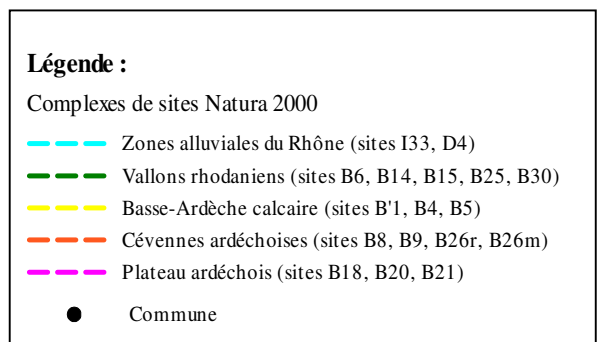 Légende :
Complexes de sites Natura 2000
Zones alluviales du Rhône (sites I33, D4)
Vallons rhodaniens (sites B6, B14, B15, B25, B30)
Basse-Ardèche calcaire (sites B'1, B4, B5)
Cévennes ardéchoises (sites B8, B9, B26r, B26m)
Plateau ardéchois (sites B18, B20, B21)
Commune